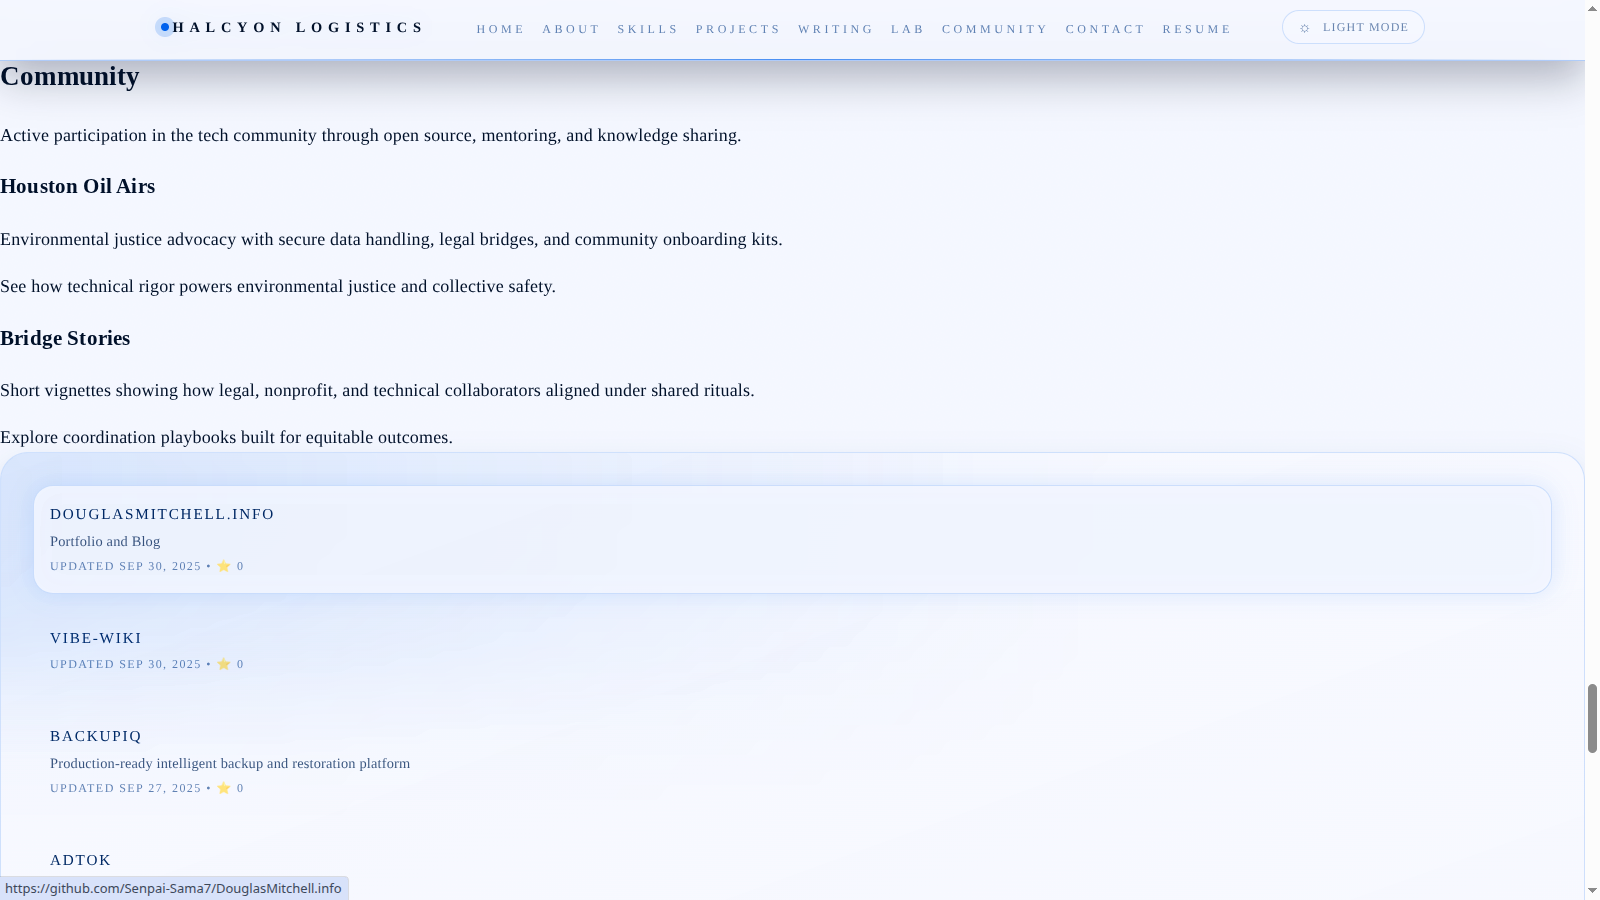 HALCYON LOGISTICS HOME ABOUT SKILLS PROJECTS WRITING LAB COMMUNITY CONTACT RESUME ☼ LIGHT MODE
Community
Active participation in the tech community through open source, mentoring, and knowledge sharing.
Houston Oil Airs
Environmental justice advocacy with secure data handling, legal bridges, and community onboarding kits.
See how technical rigor powers environmental justice and collective safety.
Bridge Stories
Short vignettes showing how legal, nonprofit, and technical collaborators aligned under shared rituals.
Explore coordination playbooks built for equitable outcomes.
DOUGLASMITCHELL.INFO
Portfolio and Blog
UPDATED SEP 30, 2025 • ⭐ 0
VIBE-WIKI
UPDATED SEP 30, 2025 • ⭐ 0
BACKUPIQ
Production-ready intelligent backup and restoration platform
UPDATED SEP 27, 2025 • ⭐ 0
ADTOK
https://github.com/Senpai-Sama7/DouglasMitchell.info